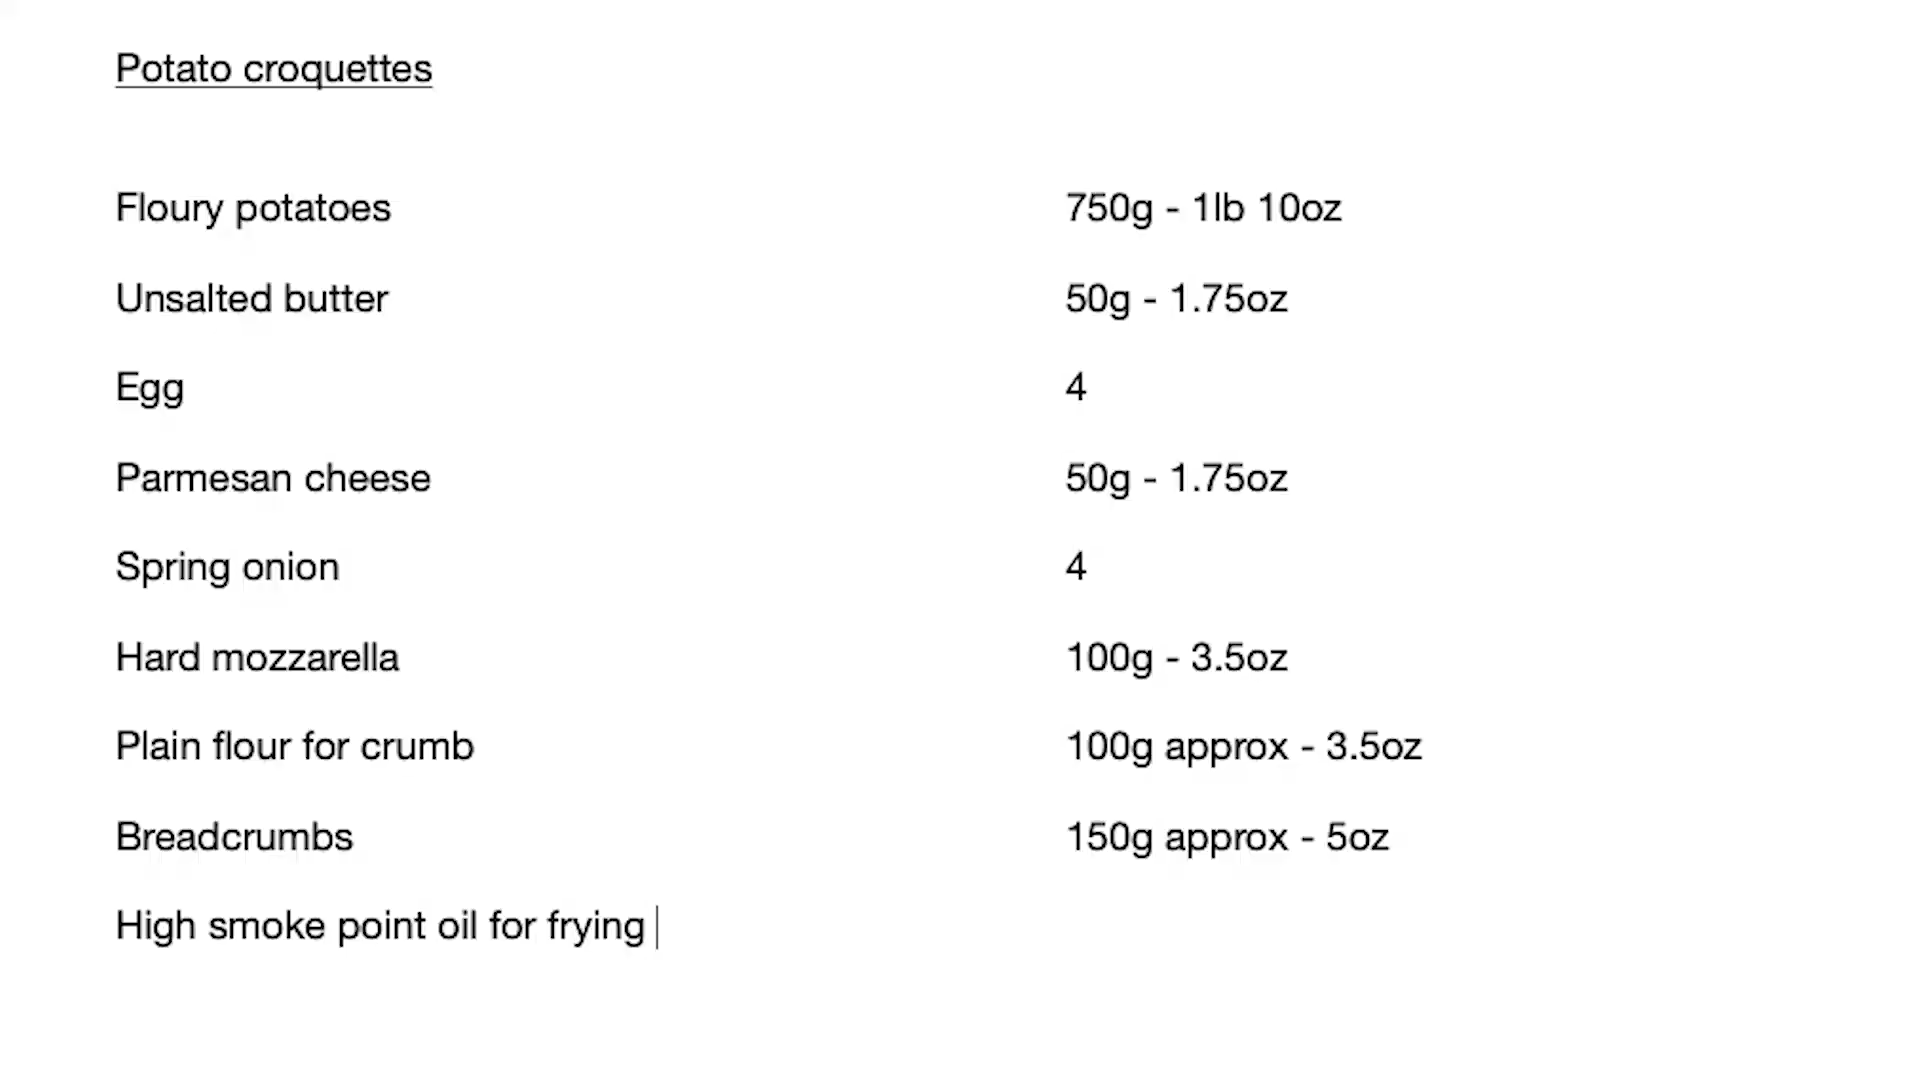 Potato croquettes
Floury potatoes 750g - 1lb 10oz
Unsalted butter 50g - 1.75oz
Egg 4
Parmesan cheese 50g - 1.75oz
Spring onion 4
Hard mozzarella 100g - 3.5oz
Plain flour for crumb 100g approx - 3.5oz
Breadcrumbs 150g approx - 5oz
High smoke point oil for frying